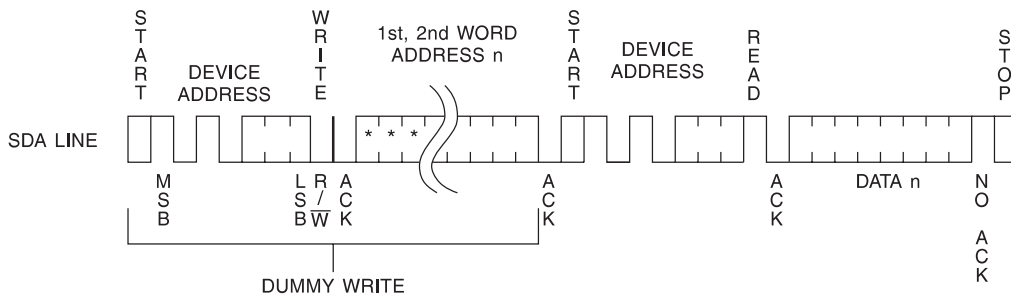 START
DEVICE
ADDRESS
WRITE
1st, 2nd WORD
ADDRESS n
START
DEVICE
ADDRESS
READ
STOP
SDA LINE
* * *
MSB
LSB
R/W
ACK
ACK
ACK
DATA n
NO ACK
DUMMY WRITE